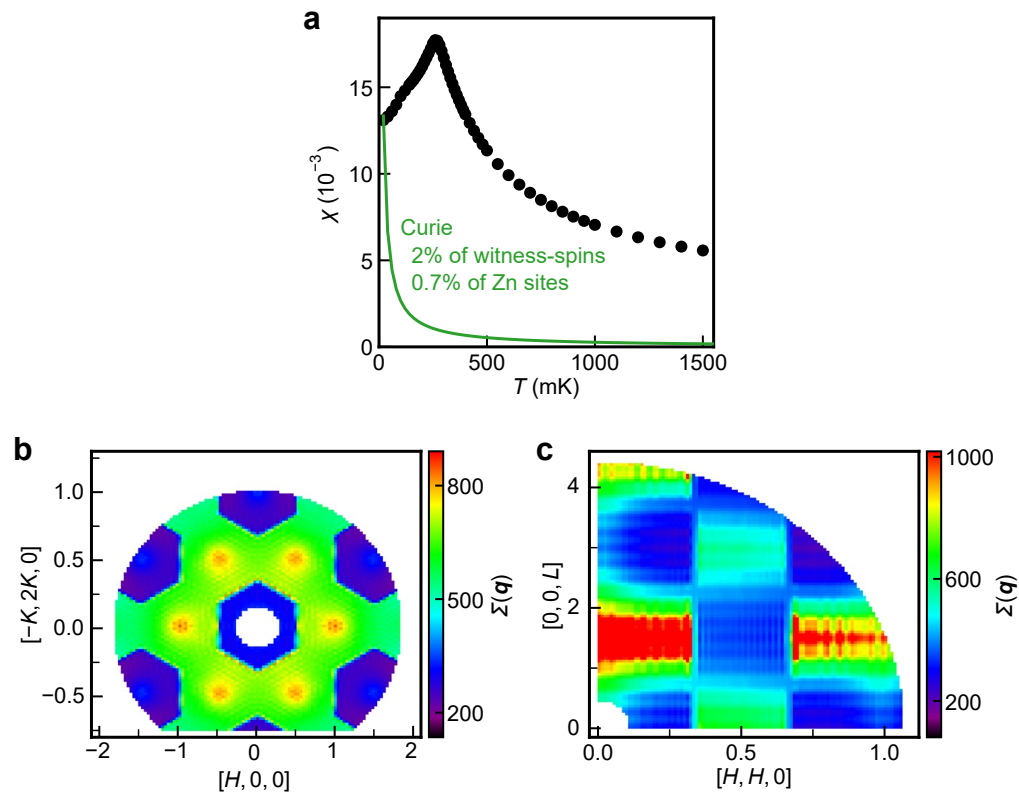 a
χ (10⁻³)
15
10
5
0
Curie
2% of witness-spins
0.7% of Zn sites
0
500
1000
1500
T (mK)
b
[−K, 2K, 0]
1.0
0.5
0.0
−0.5
−2
−1
0
1
2
[H, 0, 0]
800
500
200
Σ(q)
c
[0, 0, L]
4
2
0
0.0
0.5
1.0
[H, H, 0]
1000
600
200
Σ(q)